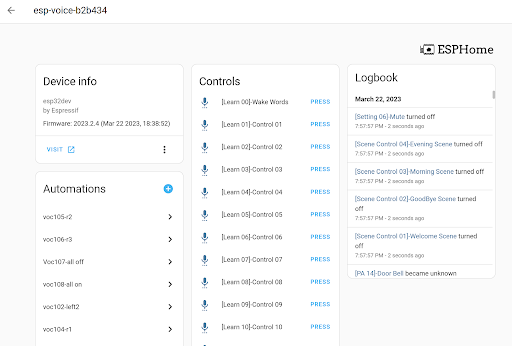 esp-voice-b2b434
ESPHome
Device info
esp32dev
by Espressif
Firmware: 2023.2.4 (Mar 22 2023, 18:38:52)
VISIT
Automations
voc105-r2
voc106-r3
Voc107-all off
voc108-all on
voc102-left2
voc104-r1
Controls
[Learn 00]-Wake Words PRESS
[Learn 01]-Control 01 PRESS
[Learn 02]-Control 02 PRESS
[Learn 03]-Control 03 PRESS
[Learn 04]-Control 04 PRESS
[Learn 05]-Control 05 PRESS
[Learn 06]-Control 06 PRESS
[Learn 07]-Control 07 PRESS
[Learn 08]-Control 08 PRESS
[Learn 09]-Control 09 PRESS
[Learn 10]-Control 10 PRESS
Logbook
March 22, 2023
[Setting 06]-Mute turned off
7:57:57 PM - 2 seconds ago
[Scene Control 04]-Evening Scene turned off
7:57:57 PM - 2 seconds ago
[Scene Control 03]-Morning Scene turned off
7:57:57 PM - 2 seconds ago
[Scene Control 02]-GoodBye Scene turned
off
7:57:57 PM - 2 seconds ago
[Scene Control 01]-Welcome Scene turned
off
7:57:57 PM - 2 seconds ago
[PA 14]-Door Bell became unknown